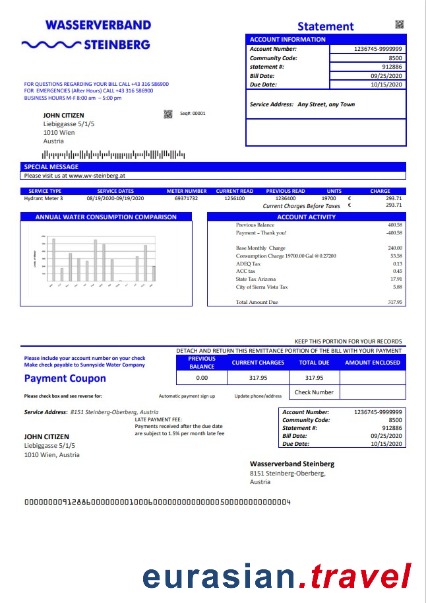 WASSERVERBAND
STEINBERG
Statement
ACCOUNT INFORMATION
Account Number: 1236745-9999999
Community Code: 8500
statement#: 912886
Bill Date: 09/25/2020
Due Date: 10/15/2020
Service Address: Any Street, any Town
FOR QUESTIONS REGARDING YOUR BILL CALL +43 316 586900
FOR EMERGENCIES (After Hours) CALL +43 316 586900
BUSINESS HOURS M-F 8:00 am - 5:00 pm
JOHN CITIZEN
Liebiggasse 5/1/5
1010 Wien
Austria
Seq# 00001
SPECIAL MESSAGE
Please visit us at www.wv-steinberg.at
SERVICE TYPE SERVICE DATES METER NUMBER CURRENT READ PREVIOUS READ UNITS CHARGE
Hydrant Meter 3 08/19/2020-09/19/2020 69371732 1256100 1236400 19700 € 293.71
Current Charges Before Taxes € 293.71
ANNUAL WATER CONSUMPTION COMPARISON
ACCOUNT ACTIVITY
Previous Balance 400.58
Payment – Thank you! -400.58
Base Monthly Charge 240.00
Consumption Charge 19700.00 Gal @ 0.27200 53.58
ADEQ Tax 0.13
ACC tax 0.45
State Tax Arizona 17.91
City of Sierra Vista Tax 5.88
Total Amount Due 317.95
KEEP THIS PORTION FOR YOUR RECORDS
DETACH AND RETURN THIS REMITTANCE PORTION OF THE BILL WITH YOUR PAYMENT
Please include your account number on your check
Make check payable to Sunnyside Water Company
Payment Coupon
PREVIOUS BALANCE CURRENT CHARGES TOTAL DUE AMOUNT ENCLOSED
0.00 317.95 317.95
Check Number
Please check box and see reverse for: Automatic payment sign up Update phone/address
Service Address: 8151 Steinberg-Oberberg, Austria
LATE PAYMENT FEE:
Payments received after the due date
are subject to 1.5% per month late fee
JOHN CITIZEN
Liebiggasse 5/1/5
1010 Wien, Austria
Account Number: 1236745-9999999
Community Code: 8500
Statement#: 912886
Bill Date: 09/25/2020
Due Date: 10/15/2020
Wasserverband Steinberg
8151 Steinberg-Oberberg,
Austria
eurasian.travel